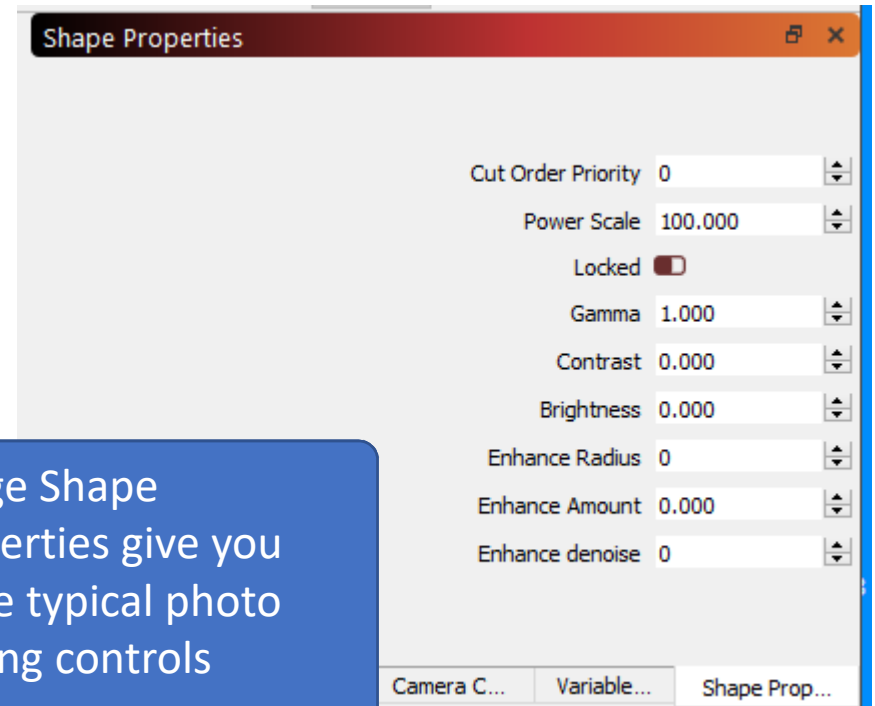 Shape Properties
Cut Order Priority 0
Power Scale 100.000
Locked
Gamma 1.000
Contrast 0.000
Brightness 0.000
Enhance Radius 0
Enhance Amount 0.000
Enhance denoise 0
ge Shape
erties give you
e typical photo
ng controls
Camera C... Variable... Shape Prop...